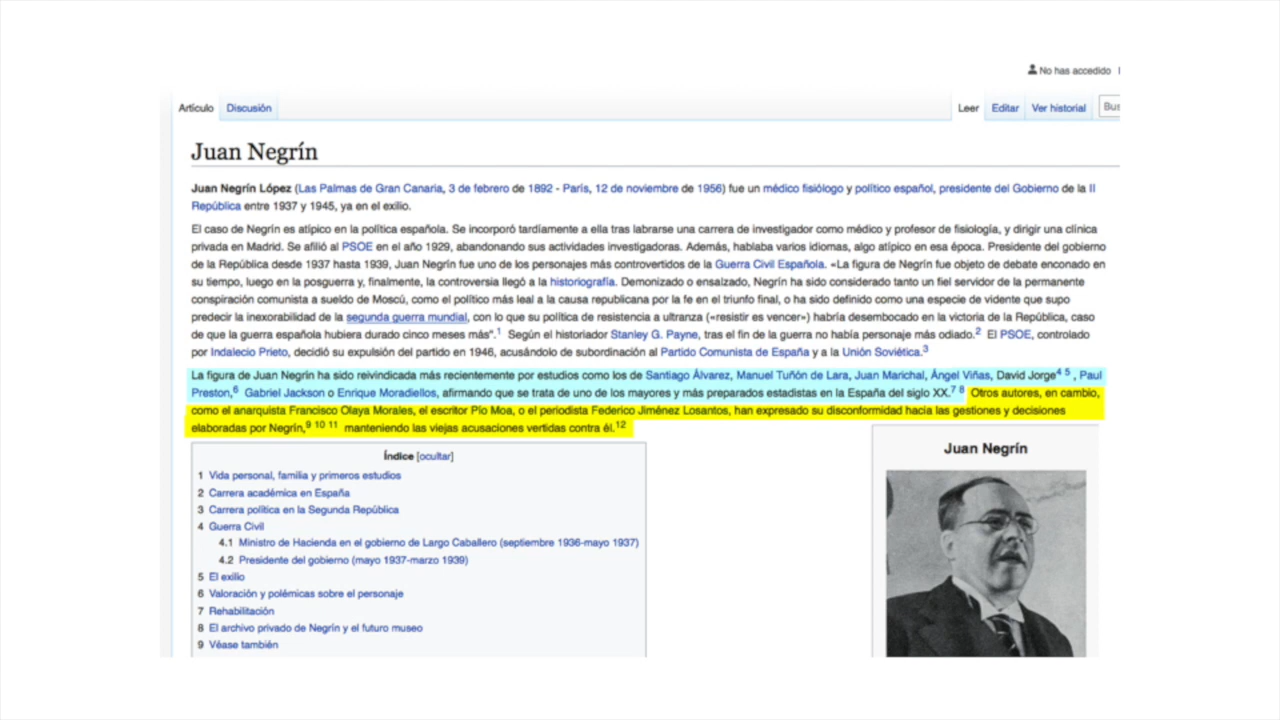 No has accedido
Artículo Discusión Leer Editar Ver historial Bus
Juan Negrín
Juan Negrín López (Las Palmas de Gran Canaria, 3 de febrero de 1892 - París, 12 de noviembre de 1956) fue un médico fisiólogo y político español, presidente del Gobierno de la II
República entre 1937 y 1945, ya en el exilio.
El caso de Negrín es atípico en la política española. Se incorporó tardíamente a ella tras labrarse una carrera de investigador como médico y profesor de fisiología, y dirigir una clínica
privada en Madrid. Se afilió al PSOE en el año 1929, abandonando sus actividades investigadoras. Además, hablaba varios idiomas, algo atípico en esa época. Presidente del gobierno
de la República desde 1937 hasta 1939, Juan Negrín fue uno de los personajes más controvertidos de la Guerra Civil Española. «La figura de Negrín fue objeto de debate enconado en
su tiempo, luego en la posguerra y, finalmente, la controversia llegó a la historiografía. Demonizado o ensalzado, Negrín ha sido considerado tanto un fiel servidor de la permanente
conspiración comunista a sueldo de Moscú, como el político más leal a la causa republicana por la fe en el triunfo final, o ha sido definido como una especie de vidente que supo
predecir la inexorabilidad de la segunda guerra mundial, con lo que su política de resistencia a ultranza («resistir es vencer») habría desembocado en la victoria de la República, caso
de que la guerra española hubiera durado cinco meses más".1 Según el historiador Stanley G. Payne, tras el fin de la guerra no había personaje más odiado.2 El PSOE, controlado
por Indalecio Prieto, decidió su expulsión del partido en 1946, acusándolo de subordinación al Partido Comunista de España y a la Unión Soviética.3
La figura de Juan Negrín ha sido reivindicada más recientemente por estudios como los de Santiago Álvarez, Manuel Tuñón de Lara, Juan Marichal, Ángel Viñas, David Jorge4 5 , Paul
Preston,6 Gabriel Jackson o Enrique Moradiellos, afirmando que se trata de uno de los mayores y más preparados estadistas en la España del siglo XX.7 8 Otros autores, en cambio,
como el anarquista Francisco Olaya Morales, el escritor Pío Moa, o el periodista Federico Jiménez Losantos, han expresado su disconformidad hacia las gestiones y decisiones
elaboradas por Negrín,9 10 11 manteniendo las viejas acusaciones vertidas contra él.12
Índice [ocultar]
1 Vida personal, familia y primeros estudios
2 Carrera académica en España
3 Carrera política en la Segunda República
4 Guerra Civil
4.1 Ministro de Hacienda en el gobierno de Largo Caballero (septiembre 1936-mayo 1937)
4.2 Presidente del gobierno (mayo 1937-marzo 1939)
5 El exilio
6 Valoración y polémicas sobre el personaje
7 Rehabilitación
8 El archivo privado de Negrín y el futuro museo
9 Véase también
Juan Negrín